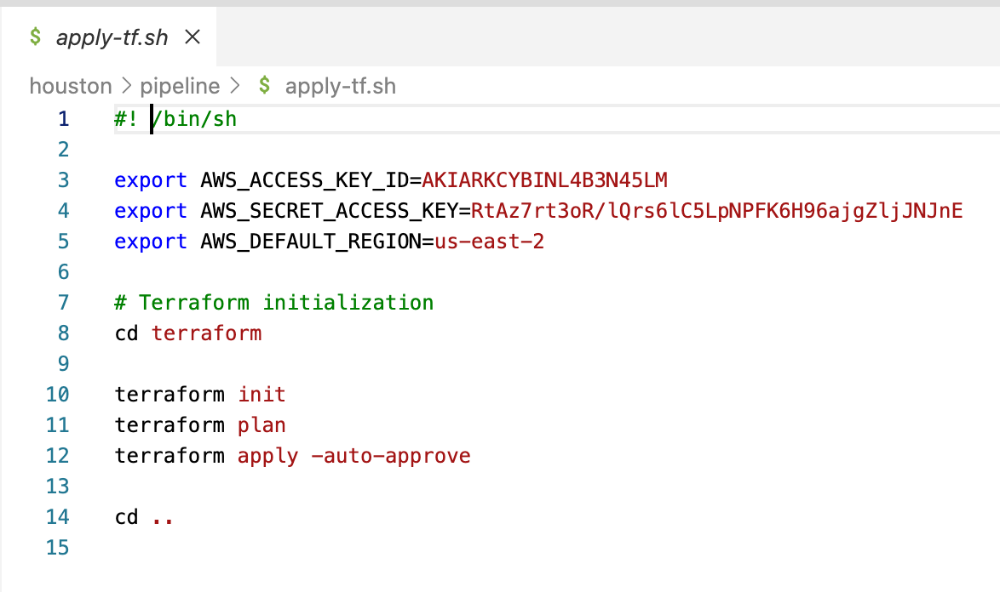 $ apply-tf.sh ×
houston > pipeline > $ apply-tf.sh
1 #! /bin/sh
2
3 export AWS_ACCESS_KEY_ID=AKIARKCYBINL4B3N45LM
4 export AWS_SECRET_ACCESS_KEY=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
5 export AWS_DEFAULT_REGION=us-east-2
6
7 # Terraform initialization
8 cd terraform
9
10 terraform init
11 terraform plan
12 terraform apply -auto-approve
13
14 cd ..
15